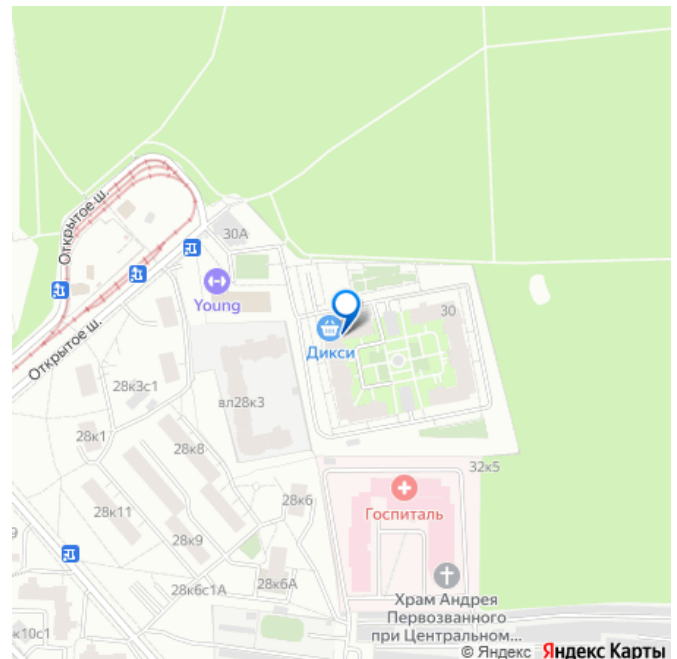 Открытое ш.
30А
Young
30
Дикси
Открытое ш.
28к3с1
вл28к3
28к1
28к8
32к5
28к11
28к6
Госпиталь
28к9
28к6с1А
28к6А
Храм Андрея
Первозванного
при Центральном...
к10с1
© Яндекс Яндекс Карты